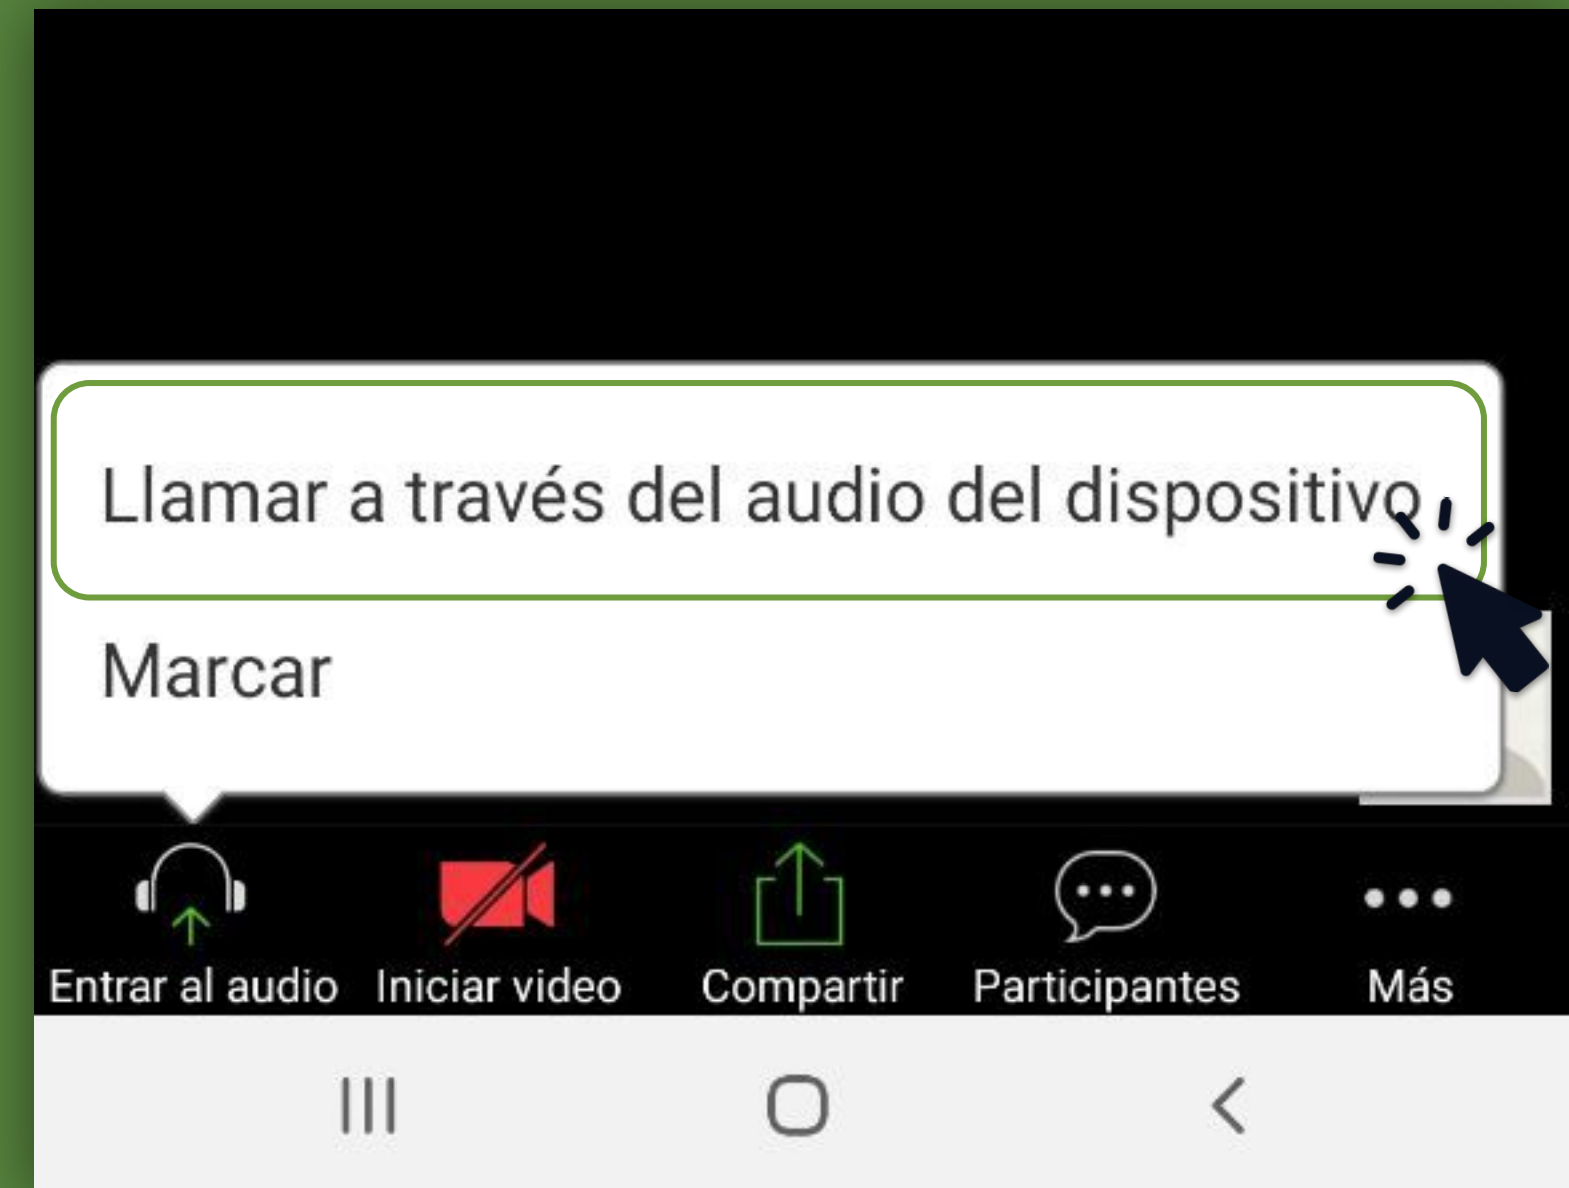 Llamar a través del audio del dispositivo
Marcar
Entrar al audio Iniciar video Compartir Participantes Más